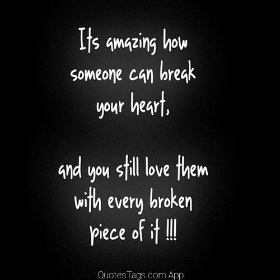 Its amazing how
someone can break
your heart,
and you still love them
with every broken
piece of it !!!
QuotesTags.com App